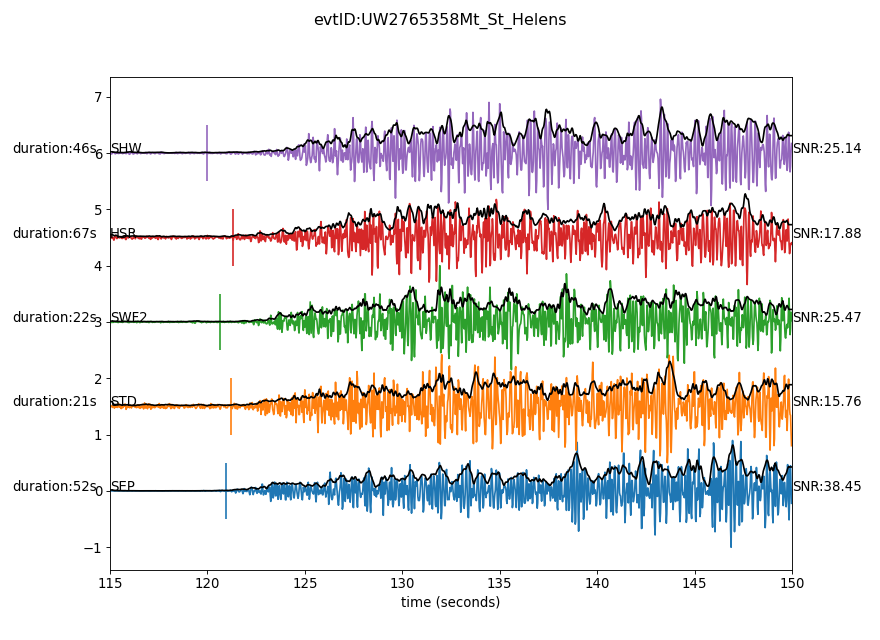 evtID:UW2765358Mt_St_Helens
7
duration:46s SHW SNR:25.14
6
5
duration:67s HSR SNR:17.88
4
duration:22s SWF2 SNR:25.47
3
2
duration:21s STD SNR:15.76
1
duration:52s SEP SNR:38.45
0
−1
115 120 125 130 135 140 145 150
time (seconds)